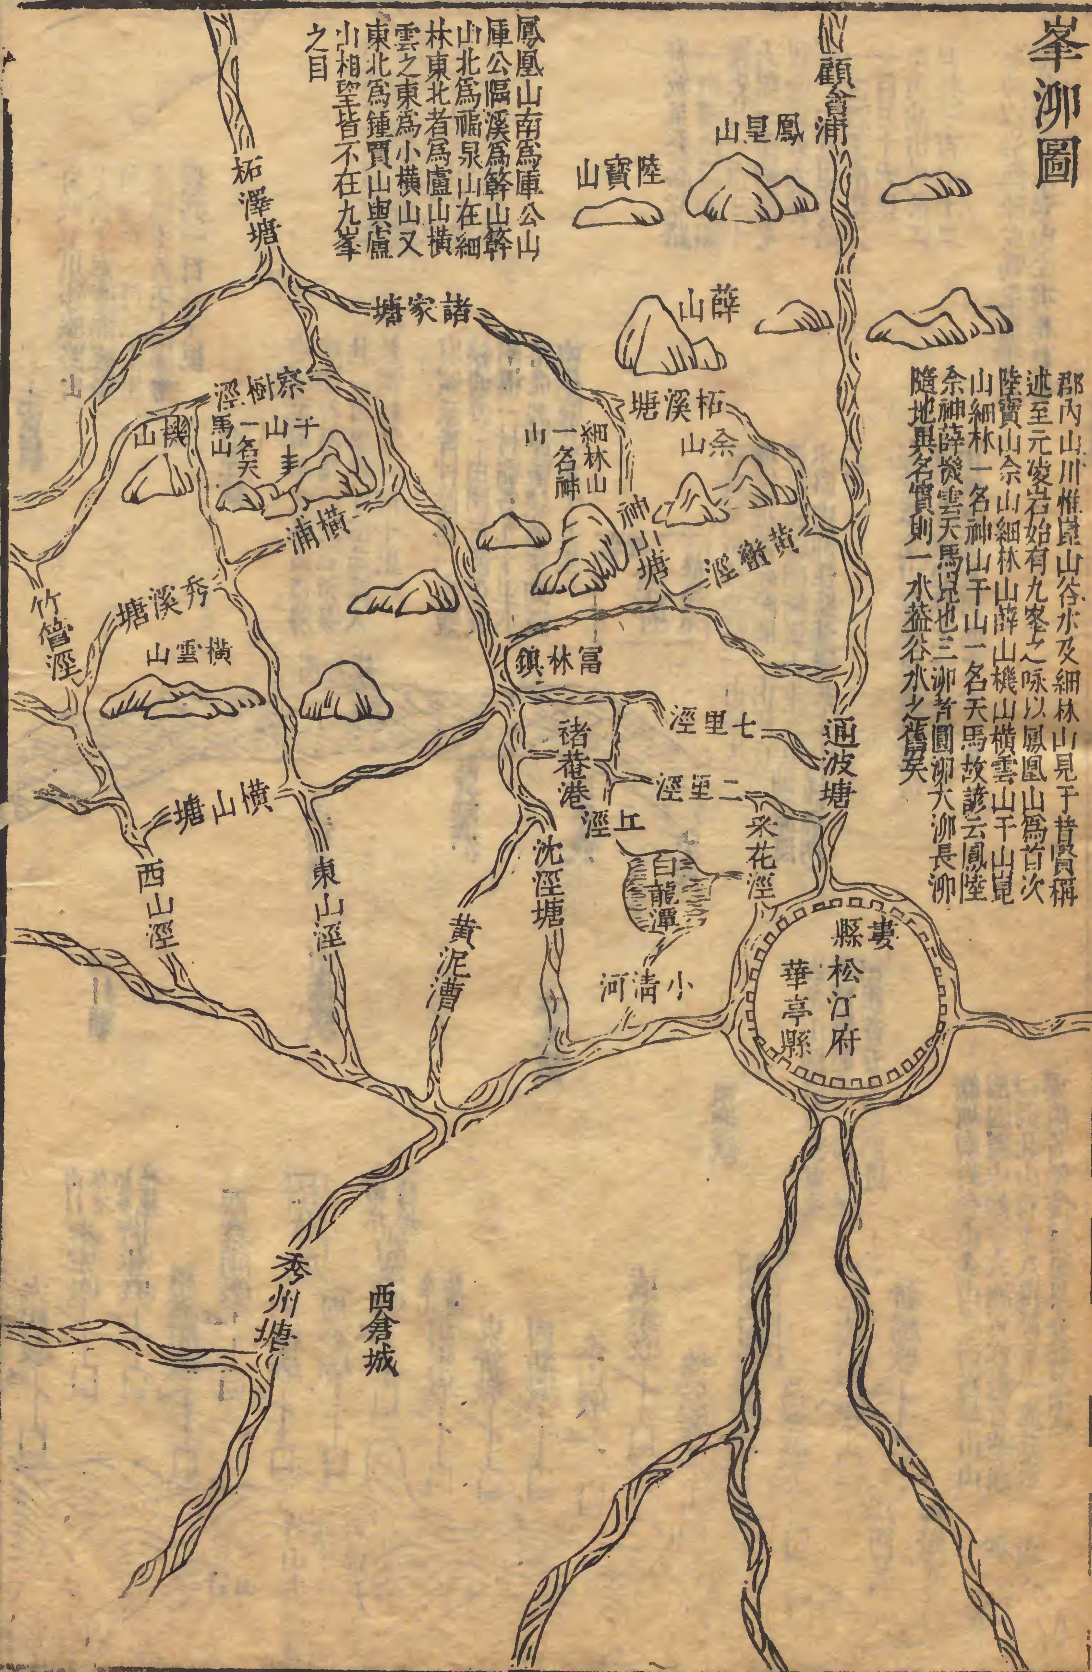 峯泖圖
郡內山川惟崑山谷水及細林山見于昔賢稱
述至元凌岩始有九峯之咏以鳳凰山爲首次
陸寶山佘山細林山薛山機山橫雲山干山崑
山細林一名神山干山一名天馬故諺云鳳陸
佘神薛機雲天馬崑也三泖者圓泖大泖長泖
隨地異名實則一水葢谷水之舊矣
顧會浦
鳳凰山
陸寶山
鳳凰山南爲厙公山
厙公隔溪爲簳山簳
山北爲福泉山在細
林東北者爲盧山橫
雲之東爲小橫山又
東北爲鍾賈山與盧
山相望皆不在九峯
之目
柘澤塘
諸家塘
薛山
柘溪塘
佘山
細林山
一名神
山
神山塘
黃蠻涇
察樹涇
干山
一名天
馬山
機山
橫浦
竹管涇
秀溪塘
橫雲山
富林鎮
七里涇
通波塘
褚菴港
二里涇
丘涇
采花涇
白龍潭
橫山塘
西山涇
東山涇
沈涇塘
黃泥漕
小淸河
婁縣
松江府
華亭縣
秀州塘
西倉城